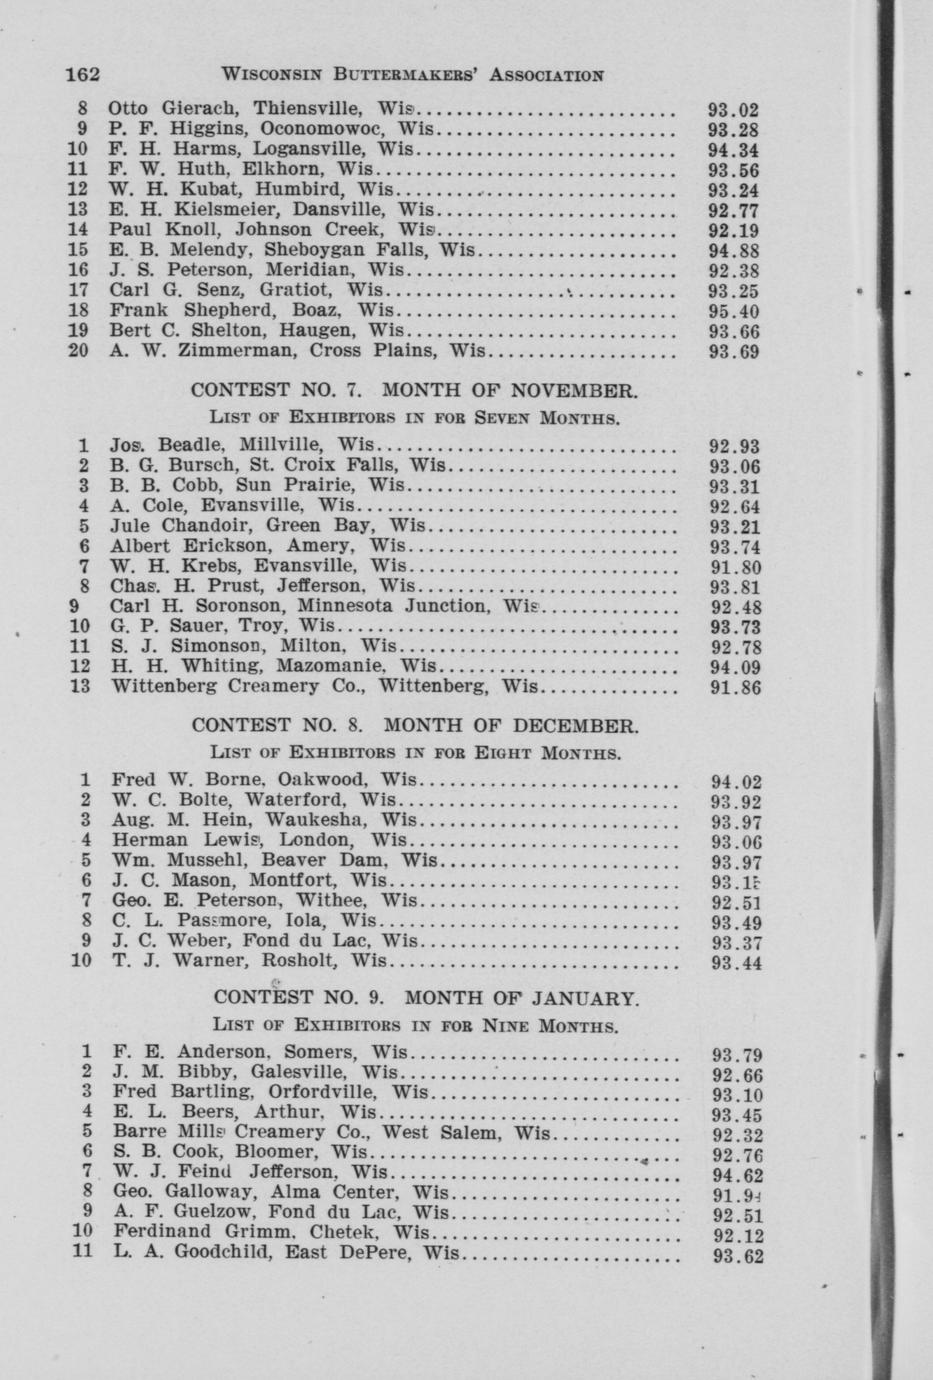 162 WISCONSIN BUTTERMAKERS' ASSOCIATION
8 Otto Gierach, Thiensville, Wis........................... 93.02
9 P. F. Higgins, Oconomowoc, Wis......................... 93.28
10 F. H. Harms, Logansville, Wis........................... 94.34
11 F. W. Huth, Elkhorn, Wis............................... 93.56
12 W. H. Kubat, Humbird, Wis............................. 93.24
13 E. H. Kielsmeier, Dansville, Wis......................... 92.77
14 Paul Knoll, Johnson Creek, Wis......................... 92.19
15 E. B. Melendy, Sheboygan Falls, Wis..................... 94.88
16 J. S. Peterson, Meridian, Wis............................ 92.38
17 Carl G. Senz, Gratiot, Wis.............................. 93.25
18 Frank Shepherd, Boaz, Wis............................. 95.40
19 Bert C. Shelton, Haugen, Wis............................ 93.66
20 A. W. Zimmerman, Cross Plains, Wis.................... 93.69
CONTEST NO. 7. MONTH OF NOVEMBER.
LIST OF EXHIBITORS IN FOR SEVEN MONTHS.
1 Jos. Beadle, Millville, Wis............................... 92.93
2 B. G. Bursch, St. Croix Falls, Wis........................ 93.06
3 B. B. Cobb, Sun Prairie, Wis............................ 93.31
4 A. Cole, Evansville, Wis................................. 92.64
5 Jule Chandoir, Green Bay, Wis.......................... 93.21
6 Albert Erickson, Amery, Wis............................ 93.74
7 W. H. Krebs, Evansville, Wis............................ 91.80
8 Chas. H. Prust, Jefferson, Wis........................... 93.81
9 Carl H. Soronson, Minnesota Junction, Wis.............. 92.48
10 G. P. Sauer, Troy, Wis................................... 93.73
11 S. J. Simonson, Milton, Wis............................. 92.78
12 H. H. Whiting, Mazomanie, Wis......................... 94.09
13 Wittenberg Creamery Co., Wittenberg, Wis.............. 91.86
CONTEST NO. 8. MONTH OF DECEMBER.
LIST OF EXHIBITORS IN FOR EIGHT MONTHS.
1 Fred W. Borne, Oakwood, Wis........................... 94.02
2 W. C. Bolte, Waterford, Wis............................. 93.92
3 Aug. M. Hein, Waukesha, Wis........................... 93.97
4 Herman Lewis, London, Wis............................ 93.06
5 Wm. Mussehl, Beaver Dam, Wis......................... 93.97
6 J. C. Mason, Montfort, Wis.............................. 93.15
7 Geo. E. Peterson, Withee, Wis........................... 92.51
8 C. L. Passmore, Iola, Wis............................... 93.49
9 J. C. Weber, Fond du Lac, Wis........................... 93.37
10 T. J. Warner, Rosholt, Wis.............................. 93.44
CONTEST NO. 9. MONTH OF JANUARY.
LIST OF EXHIBITORS IN FOR NINE MONTHS.
1 F. E. Anderson, Somers, Wis............................ 93.79
2 J. M. Bibby, Galesville, Wis............................. 92.66
3 Fred Bartling, Orfordville, Wis.......................... 93.10
4 E. L. Beers, Arthur, Wis............................... 93.45
5 Barre Mills Creamery Co., West Salem, Wis............. 92.32
6 S. B. Cook, Bloomer, Wis................................ 92.76
7 W. J. Feind Jefferson, Wis.............................. 94.62
8 Geo. Galloway, Alma Center, Wis........................ 91.94
9 A. F. Guelzow, Fond du Lac, Wis........................ 92.51
10 Ferdinand Grimm, Chetek, Wis.......................... 92.12
11 L. A. Goodchild, East DePere, Wis....................... 93.62